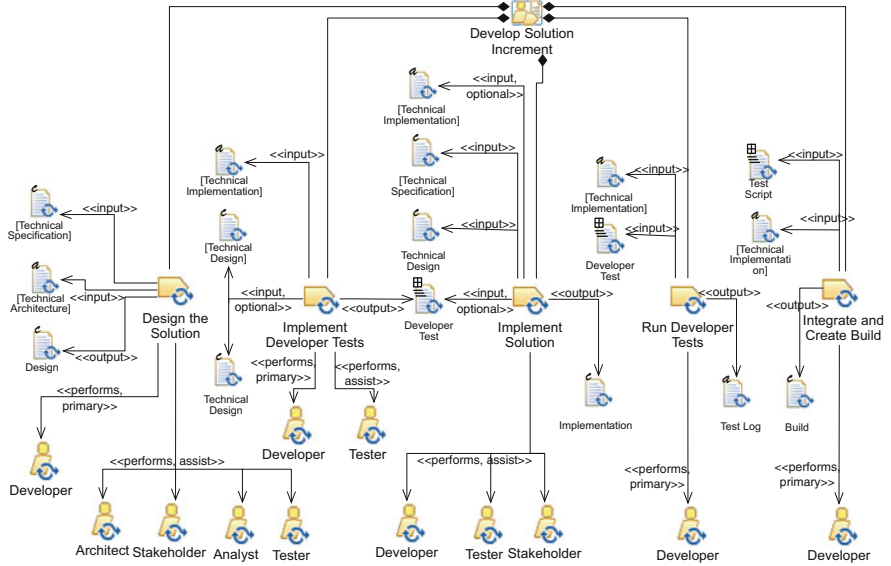 Develop Solution
Increment
<<input,
optional>>
a
[Technical
Implementation]
a
<<input>>
[Technical
Implementation]
c
<<input>>
[Technical
Specification]
a
<<input>>
[Technical
Implementation]
<<input>>
Test
Script
c
<<input>>
[Technical
Specification]
c
[Technical
Design]
c
<<input>>
Technical
Design
<<input>>
Developer
Test
a
<<input>>
[Technical
Implementati
on]
a
[Technical
Architecture]
<<input>>
Design the
Solution
<<input,
optional>>
Implement
Developer Tests
<<output>>
Developer
Test
<<input,
optional>>
Implement
Solution
<<output>>
Run Developer
Tests
<<output>>
Integrate and
Create Build
<<output>>
c
Design
<<output>>
c
Technical
Design
<<performs,
primary>>
<<performs,
assist>>
c
Implementation
a
Test Log
c
Build
<<performs,
primary>>
Developer
Developer
Tester
<<performs, assist>>
<<performs, assist>>
<<performs,
primary>>
<<performs,
primary>>
Architect
Stakeholder
Analyst
Tester
Developer
Tester
Stakeholder
Developer
Developer